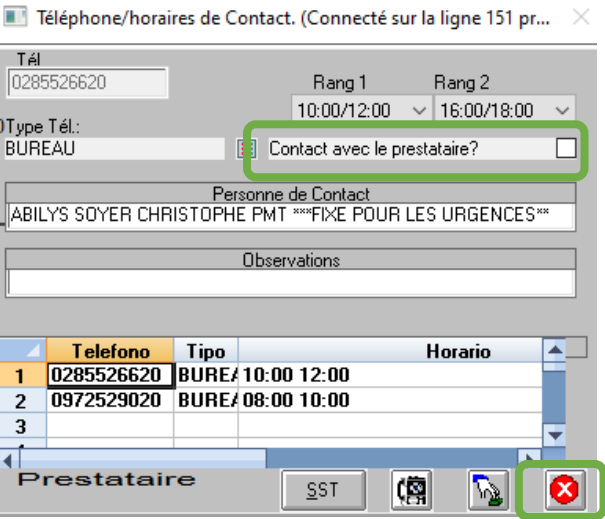 Téléphone/horaires de Contact. (Connecté sur la ligne 151 pr...
Tél
0285526620
Rang 1 Rang 2
10:00/12:00 16:00/18:00
Type Tél.:
BUREAU
Contact avec le prestataire?
Personne de Contact
ABILYS SOYER CHRISTOPHE PMT ***FIXE POUR LES URGENCES**
Observations
Telefono Tipo Horario
1 0285526620 BUREA 10:00 12:00
2 0972529020 BUREA 08:00 10:00
3
Prestataire
SST